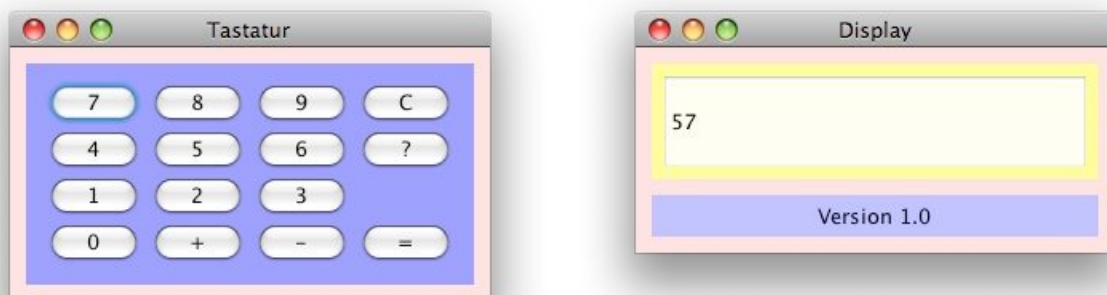 Tastatur
7 8 9 C
4 5 6 ?
1 2 3
0 + - =
Display
57
Version 1.0